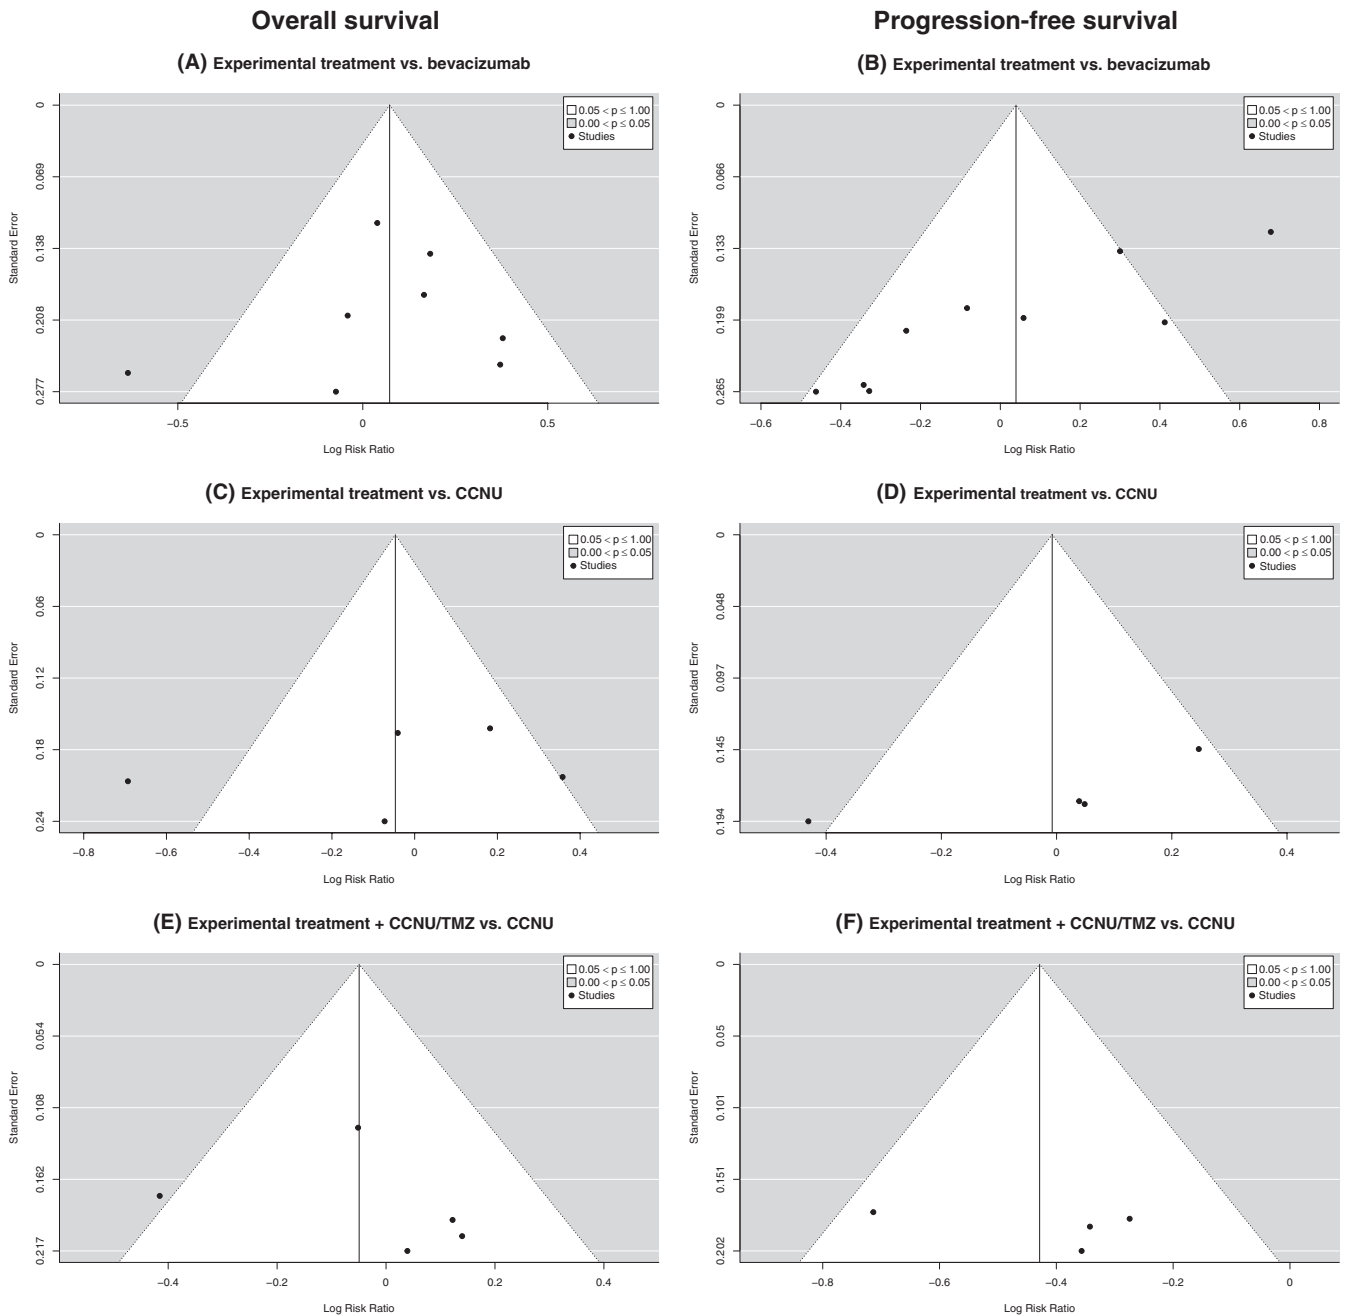 Overall survival
Progression-free survival
(A) Experimental treatment vs. bevacizumab
0
0.069
0.138
0.208
0.277
Standard Error
0.05 < p ≤ 1.00
0.00 < p ≤ 0.05
Studies
−0.5
0
0.5
Log Risk Ratio
(B) Experimental treatment vs. bevacizumab
0
0.066
0.133
0.199
0.265
Standard Error
0.05 < p ≤ 1.00
0.00 < p ≤ 0.05
Studies
−0.6
−0.4
−0.2
0
0.2
0.4
0.6
0.8
Log Risk Ratio
(C) Experimental treatment vs. CCNU
0
0.06
0.12
0.18
0.24
Standard Error
0.05 < p ≤ 1.00
0.00 < p ≤ 0.05
Studies
−0.8
−0.6
−0.4
−0.2
0
0.2
0.4
Log Risk Ratio
(D) Experimental treatment vs. CCNU
0
0.048
0.097
0.145
0.194
Standard Error
0.05 < p ≤ 1.00
0.00 < p ≤ 0.05
Studies
−0.4
−0.2
0
0.2
0.4
Log Risk Ratio
(E) Experimental treatment + CCNU/TMZ vs. CCNU
0
0.054
0.108
0.162
0.217
Standard Error
0.05 < p ≤ 1.00
0.00 < p ≤ 0.05
Studies
−0.4
−0.2
0
0.2
0.4
Log Risk Ratio
(F) Experimental treatment + CCNU/TMZ vs. CCNU
0
0.05
0.101
0.151
0.202
Standard Error
0.05 < p ≤ 1.00
0.00 < p ≤ 0.05
Studies
−0.8
−0.6
−0.4
−0.2
0
Log Risk Ratio